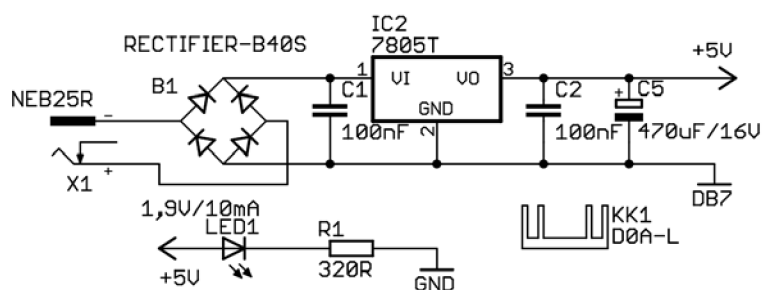 IC2
RECTIFIER-B40S
7805T
+5V
B1
1
VI
VO
3
C1
C2
+
C5
NEB25R
-
GND
100nF
2
100nF
470uF/16V
X1
+
DB7
1,9V/10mA
LED1
R1
KK1
D0A-L
+5V
320R
GND